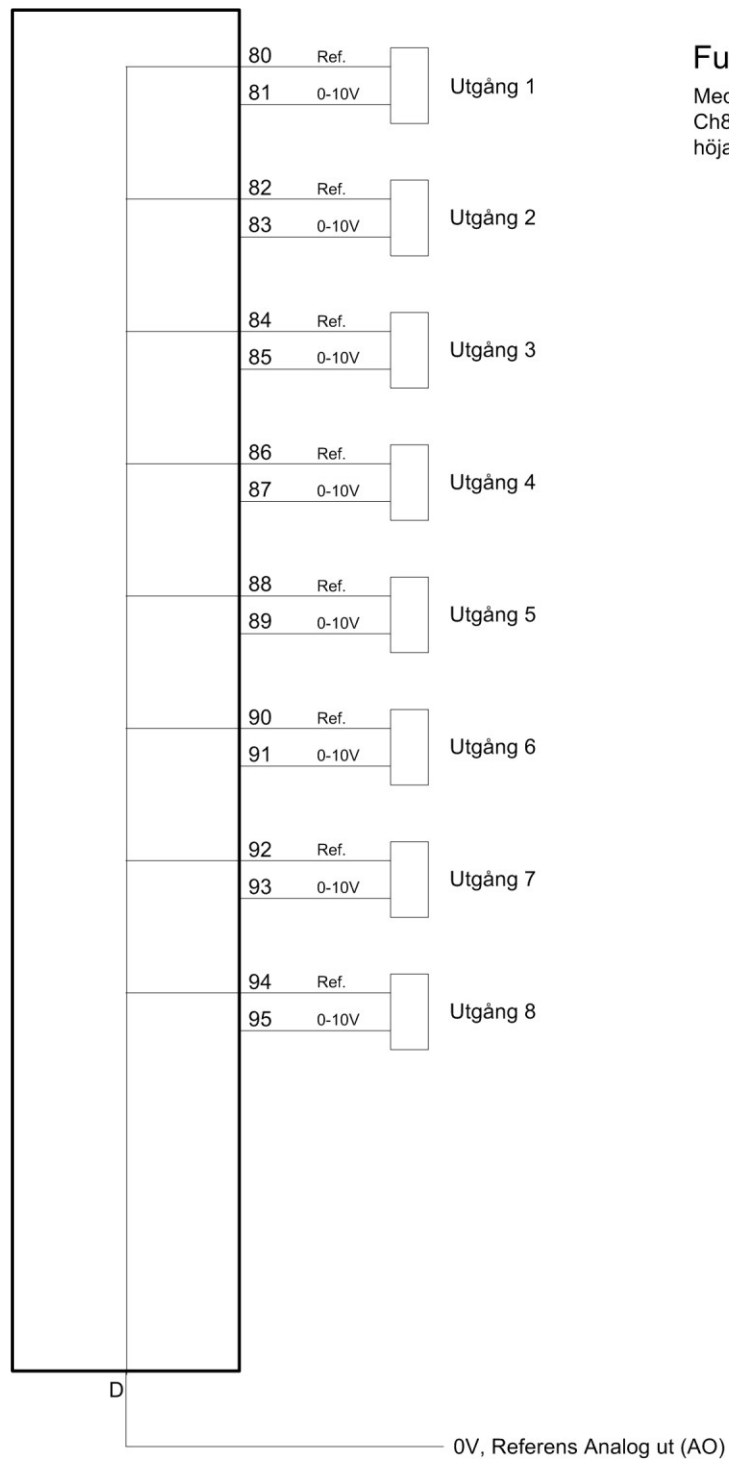 80 Ref.
Utgång 1
81 0-10V
Med
Ch8
höja
82 Ref.
Utgång 2
83 0-10V
84 Ref.
Utgång 3
85 0-10V
86 Ref.
Utgång 4
87 0-10V
88 Ref.
Utgång 5
89 0-10V
90 Ref.
Utgång 6
91 0-10V
92 Ref.
Utgång 7
93 0-10V
94 Ref.
Utgång 8
95 0-10V
D
0V, Referens Analog ut (AO)